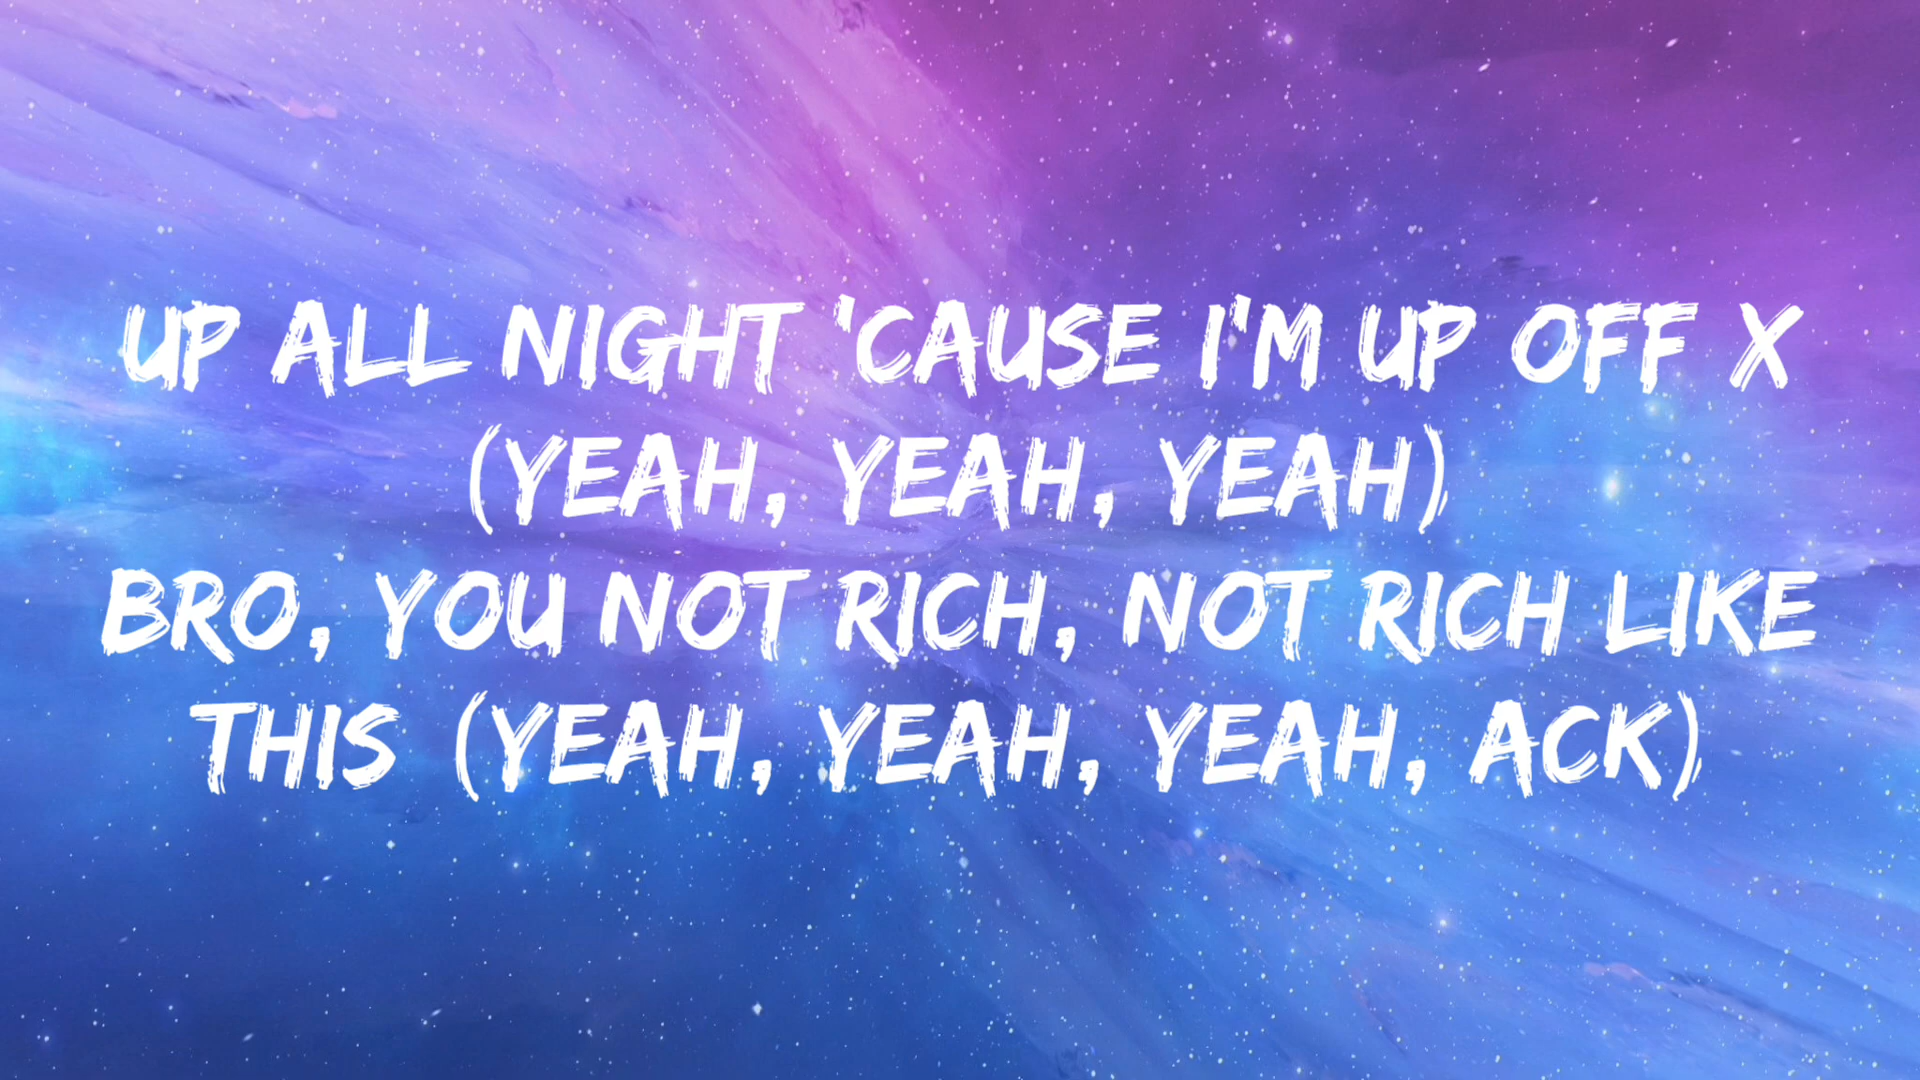 UP ALL NIGHT 'CAUSE I'M UP OFF X
(YEAH, YEAH, YEAH)
BRO, YOU NOT RICH, NOT RICH LIKE
THIS (YEAH, YEAH, YEAH, ACK)